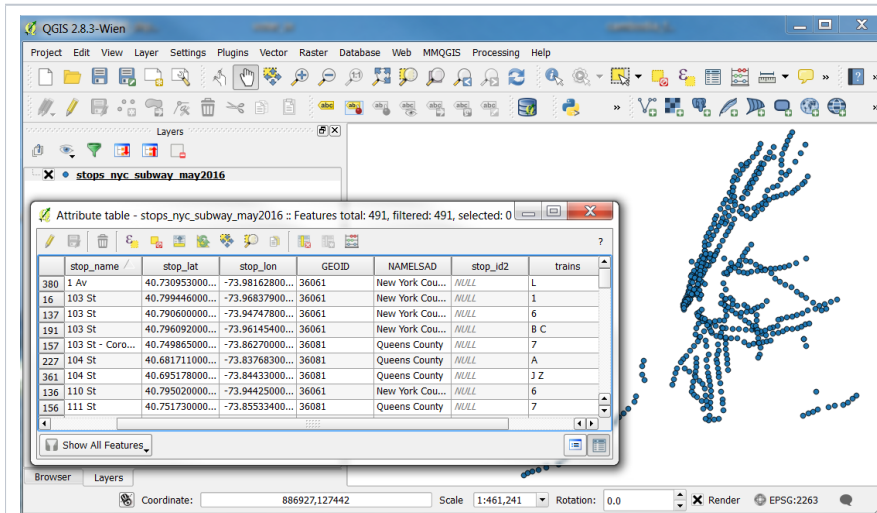 QGIS 2.8.3-Wien
Project Edit View Layer Settings Plugins Vector Raster Database Web MMQGIS Processing Help
Layers
stops_nyc_subway_may2016
Attribute table - stops_nyc_subway_may2016 :: Features total: 491, filtered: 491, selected: 0
?
stop_name stop_lat stop_lon GEOID NAMELSAD stop_id2 trains
380 1 Av 40.730953000... -73.98162800... 36061 New York Cou... NULL L
16 103 St 40.799446000... -73.96837900... 36061 New York Cou... NULL 1
137 103 St 40.790600000... -73.94747800... 36061 New York Cou... NULL 6
191 103 St 40.796092000... -73.96145400... 36061 New York Cou... NULL B C
157 103 St - Coro... 40.749865000... -73.86270000... 36081 Queens County NULL 7
227 104 St 40.681711000... -73.83768300... 36081 Queens County NULL A
361 104 St 40.695178000... -73.84433000... 36081 Queens County NULL J Z
136 110 St 40.795020000... -73.94425000... 36061 New York Cou... NULL 6
156 111 St 40.751730000... -73.85533400... 36081 Queens County NULL 7
Show All Features
Browser Layers
Coordinate: 886927,127442 Scale 1:461,241 Rotation: 0.0 Render EPSG:2263